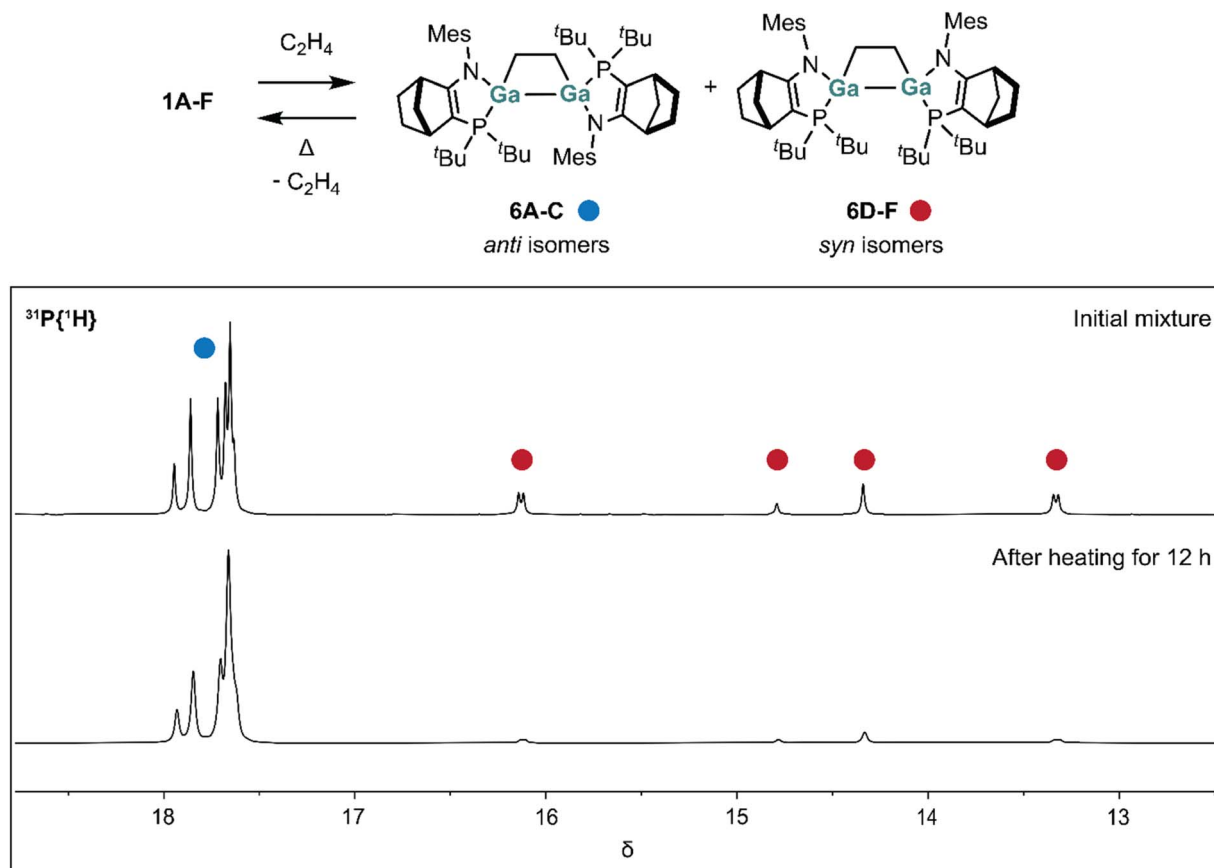 1A-F
C₂H₄
Δ
- C₂H₄
Mes
N
Ga
P
ᵗBu
ᵗBu
ᵗBu
ᵗBu
P
Ga
N
Mes
6A-C
anti isomers
+
Mes
N
Ga
P
ᵗBu
ᵗBu
Mes
N
Ga
P
ᵗBu
ᵗBu
6D-F
syn isomers
³¹P{¹H}
Initial mixture
After heating for 12 h
18 17 16 15 14 13
δ